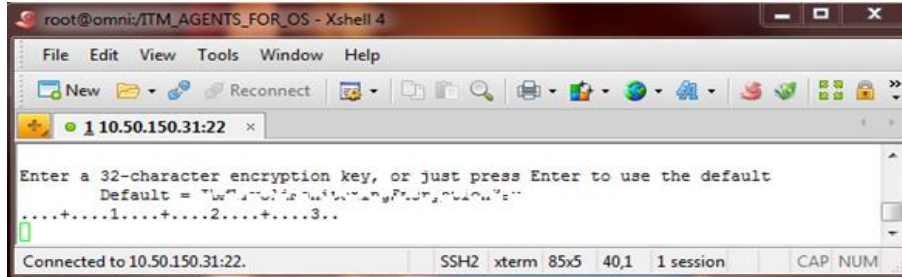 root@omni:/ITM_AGENTS_FOR_OS - Xshell 4
File Edit View Tools Window Help
New Reconnect
1 10.50.150.31:22 ×
Enter a 32-character encryption key, or just press Enter to use the default
Default =
....+....1....+....2....+....3..
Connected to 10.50.150.31:22. SSH2 xterm 85x5 40,1 1 session CAP NUM